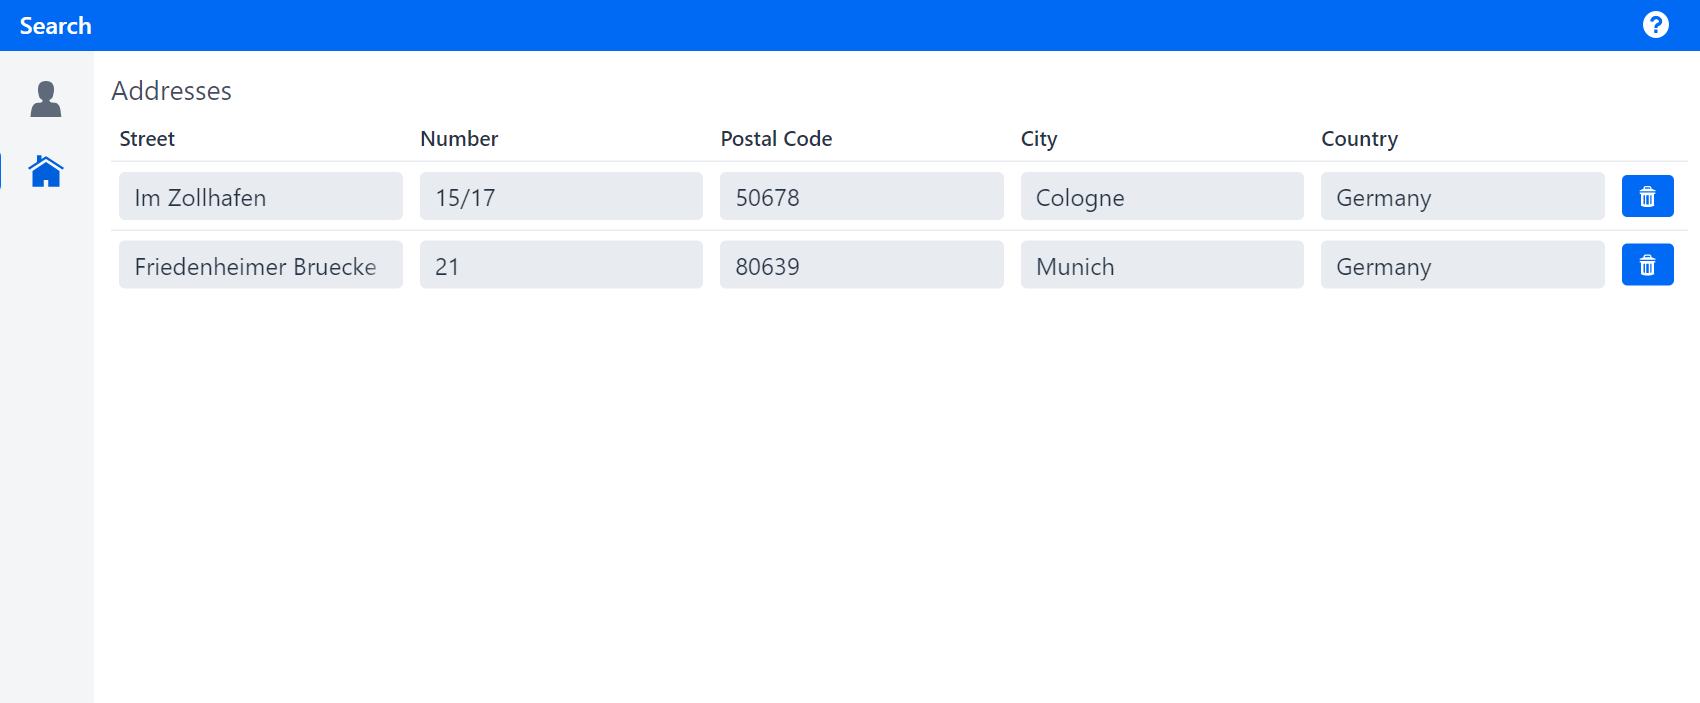 Search
Addresses
Street Number Postal Code City Country
Im Zollhafen 15/17 50678 Cologne Germany
Friedenheimer Bruecke 21 80639 Munich Germany